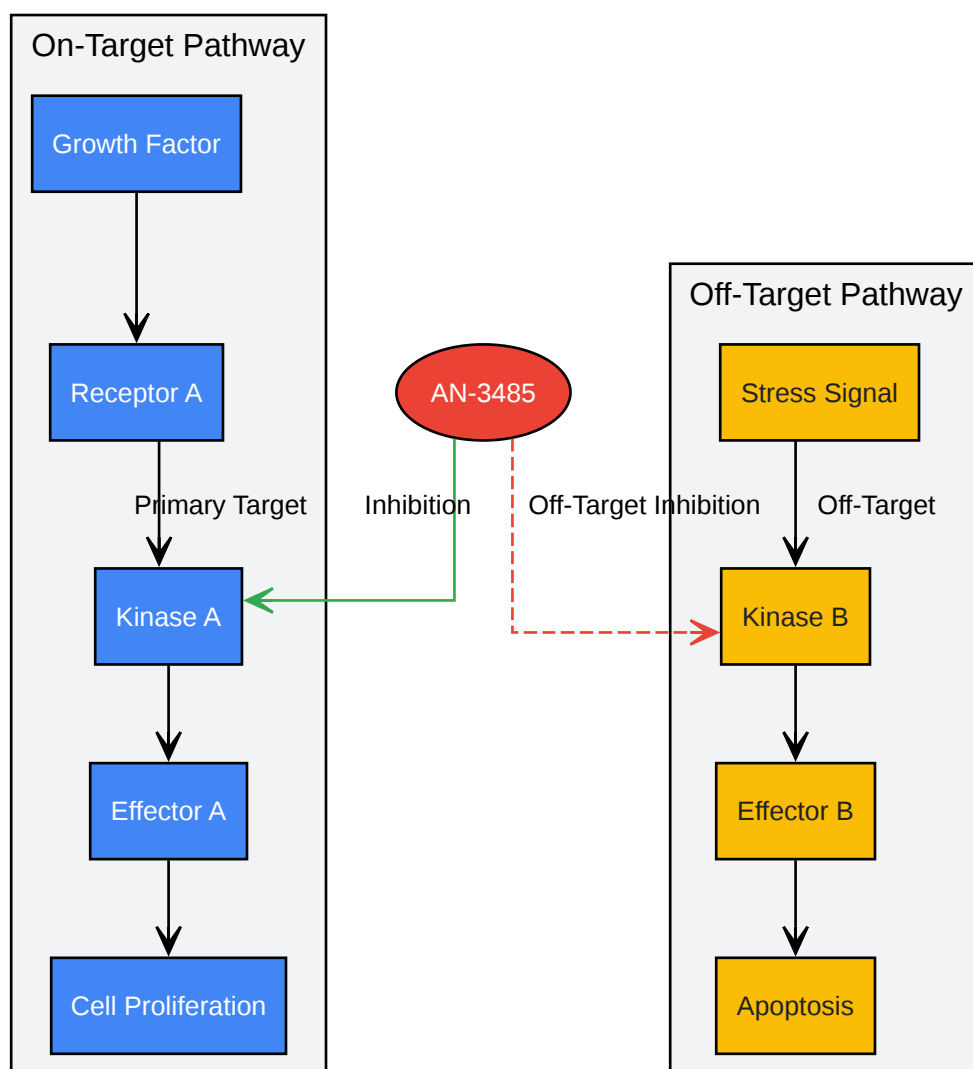 On-Target Pathway
Growth Factor
Off-Target Pathway
Receptor A
AN-3485
Stress Signal
Primary Target
Inhibition
Off-Target Inhibition
Off-Target
Kinase A
Kinase B
Effector A
Effector B
Cell Proliferation
Apoptosis